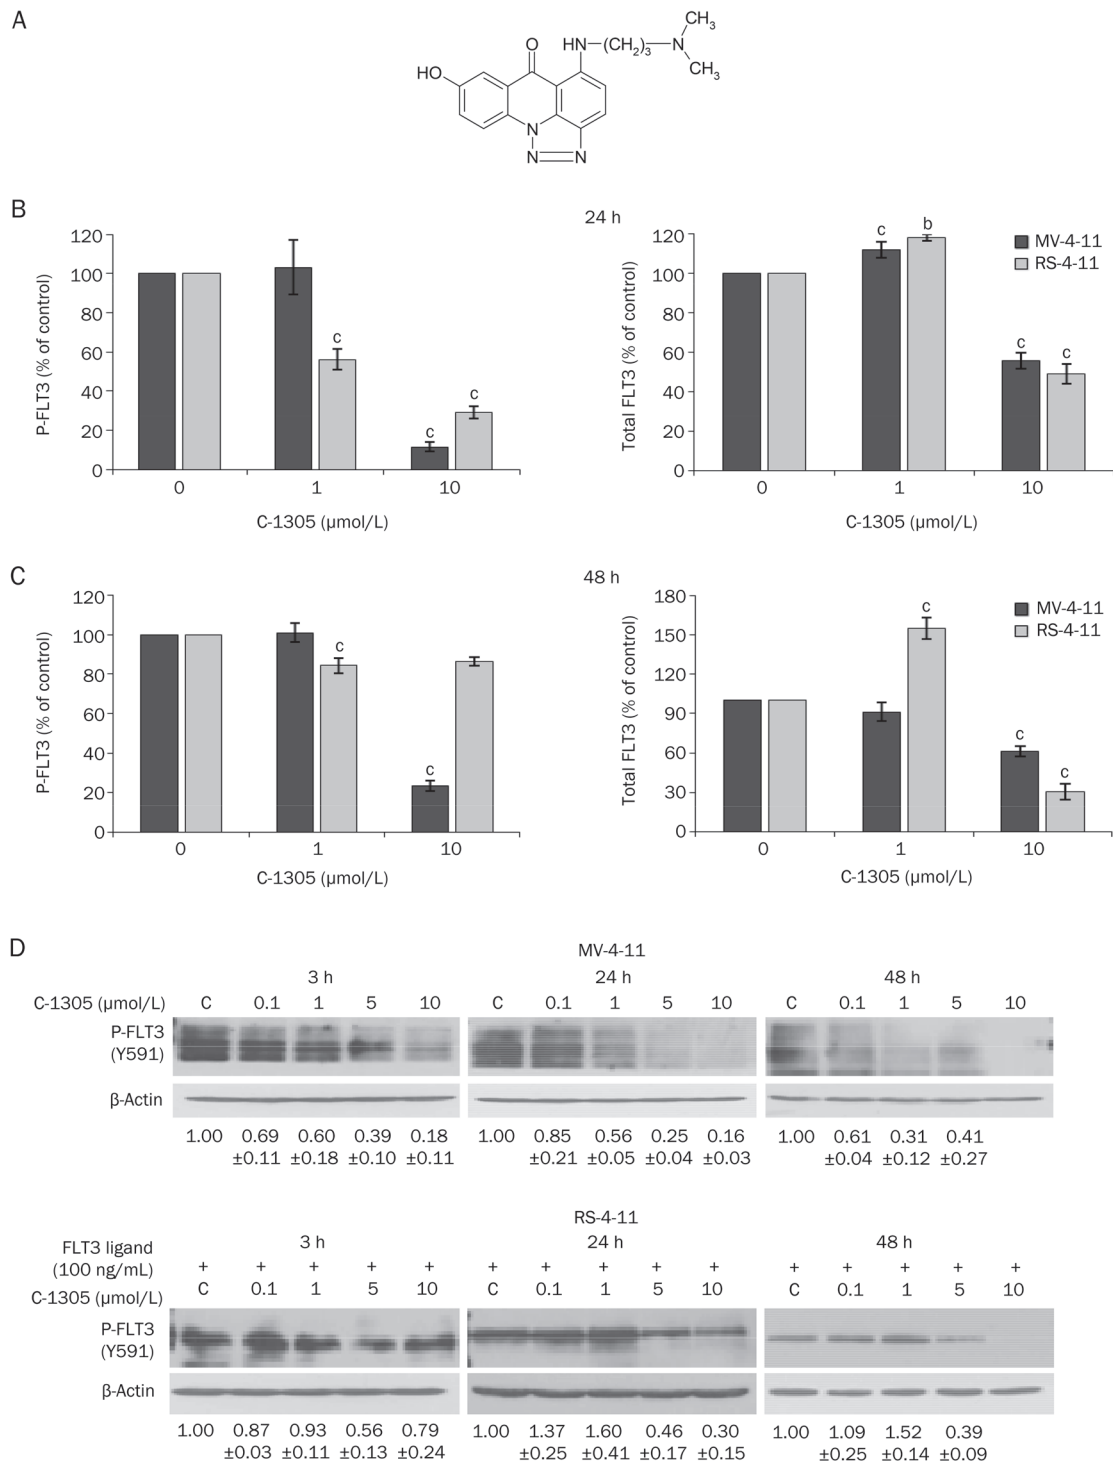 A
HO
O
HN—(CH2)3—N
CH3
CH3
N
N
N
B
24 h
P-FLT3 (% of control)
120
100
80
60
40
20
0
c
c
c
0 1 10
C-1305 (µmol/L)
Total FLT3 (% of control)
120
100
80
60
40
20
0
c b
c c
MV-4-11
RS-4-11
0 1 10
C-1305 (µmol/L)
C
48 h
P-FLT3 (% of control)
120
100
80
60
40
20
0
c
c
0 1 10
C-1305 (µmol/L)
Total FLT3 (% of control)
180
150
120
90
60
30
0
c
c
c
MV-4-11
RS-4-11
0 1 10
C-1305 (µmol/L)
D
MV-4-11
3 h 24 h 48 h
C-1305 (µmol/L) C 0.1 1 5 10 C 0.1 1 5 10 C 0.1 1 5 10
P-FLT3
(Y591)
β-Actin
1.00 0.69 0.60 0.39 0.18 1.00 0.85 0.56 0.25 0.16 1.00 0.61 0.31 0.41
±0.11 ±0.18 ±0.10 ±0.11 ±0.21 ±0.05 ±0.04 ±0.03 ±0.04 ±0.12 ±0.27
RS-4-11
3 h 24 h 48 h
FLT3 ligand
(100 ng/mL) + + + + + + + + + + + + + + +
C-1305 (µmol/L) C 0.1 1 5 10 C 0.1 1 5 10 C 0.1 1 5 10
P-FLT3
(Y591)
β-Actin
1.00 0.87 0.93 0.56 0.79 1.00 1.37 1.60 0.46 0.30 1.00 1.09 1.52 0.39
±0.03 ±0.11 ±0.13 ±0.24 ±0.25 ±0.41 ±0.17 ±0.15 ±0.25 ±0.14 ±0.09